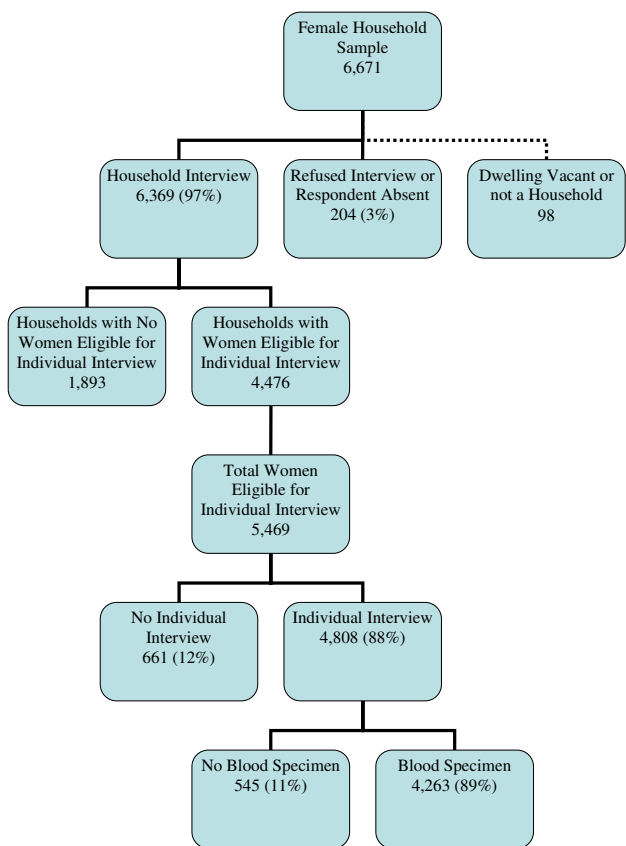 Female Household
Sample
6,671
Household Interview
6,369 (97%)
Refused Interview or
Respondent Absent
204 (3%)
Dwelling Vacant or
not a Household
98
Households with No
Women Eligible for
Individual Interview
1,893
Households with
Women Eligible for
Individual Interview
4,476
Total Women
Eligible for
Individual Interview
5,469
No Individual
Interview
661 (12%)
Individual Interview
4,808 (88%)
No Blood Specimen
545 (11%)
Blood Specimen
4,263 (89%)